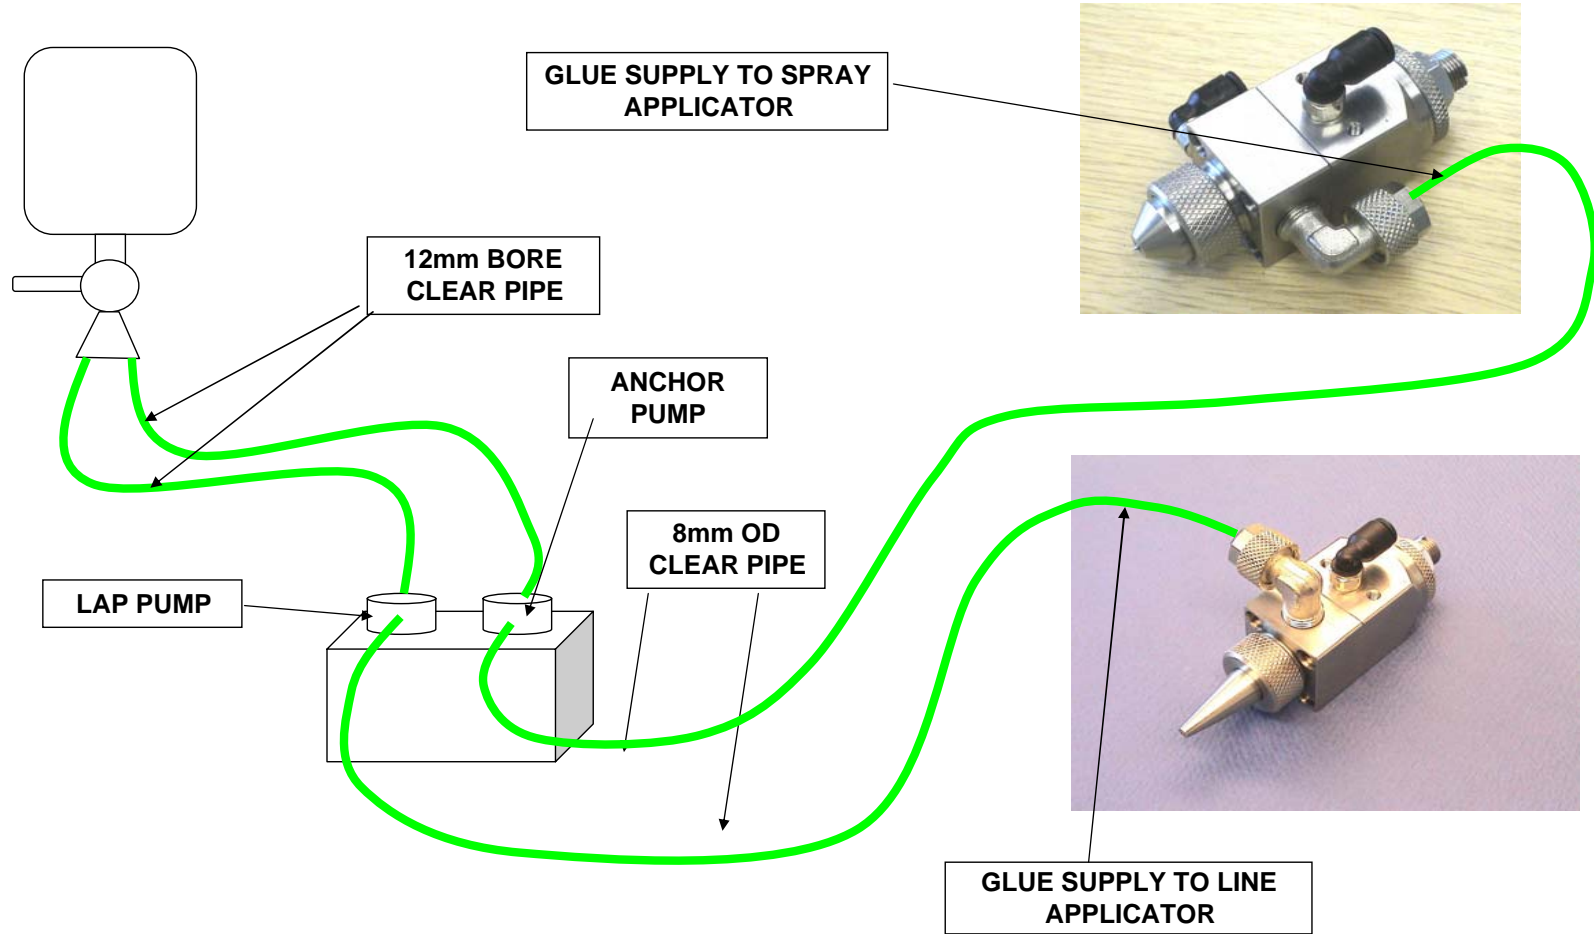 GLUE SUPPLY TO SPRAY
APPLICATOR
12mm BORE
CLEAR PIPE
ANCHOR
PUMP
8mm OD
CLEAR PIPE
LAP PUMP
GLUE SUPPLY TO LINE
APPLICATOR